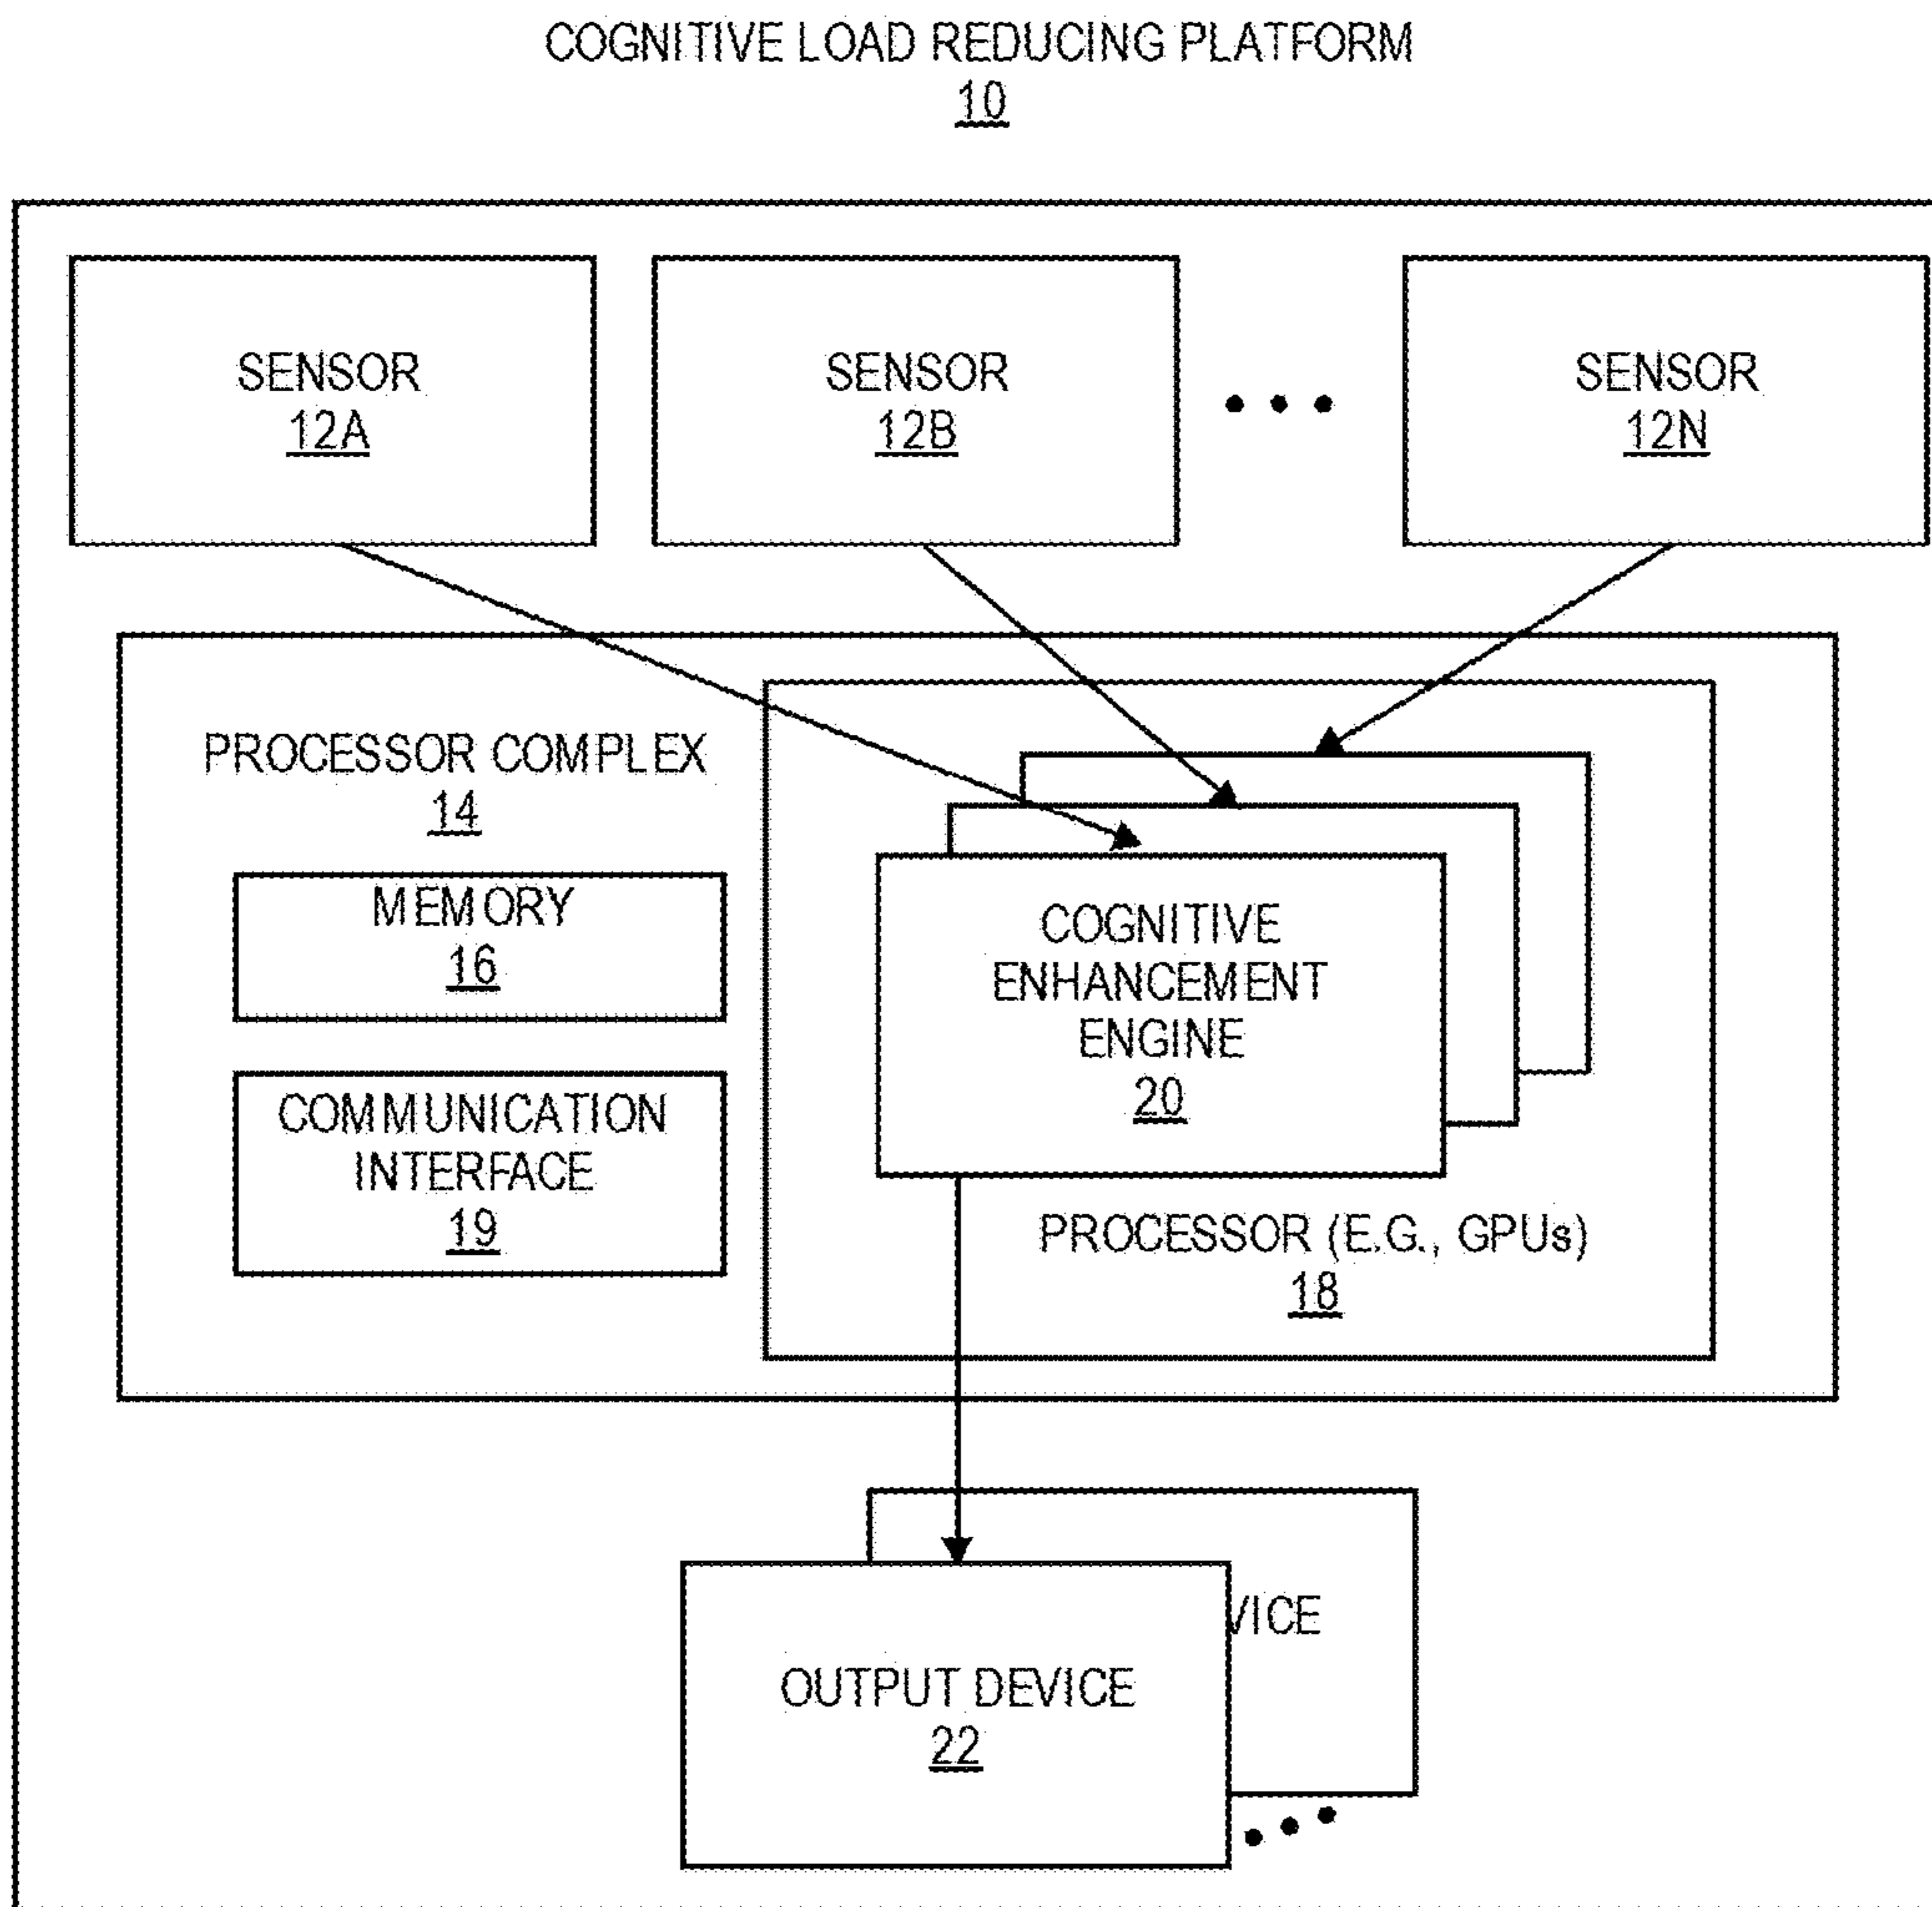 COGNITIVE LOAD REDUCING PLATFORM
10
SENSOR
12A
SENSOR
12B
SENSOR
12N
PROCESSOR COMPLEX
14
MEMORY
16
COMMUNICATION
INTERFACE
19
COGNITIVE
ENHANCEMENT
ENGINE
20
PROCESSOR (E.G., GPUs)
18
VICE
OUTPUT DEVICE
22